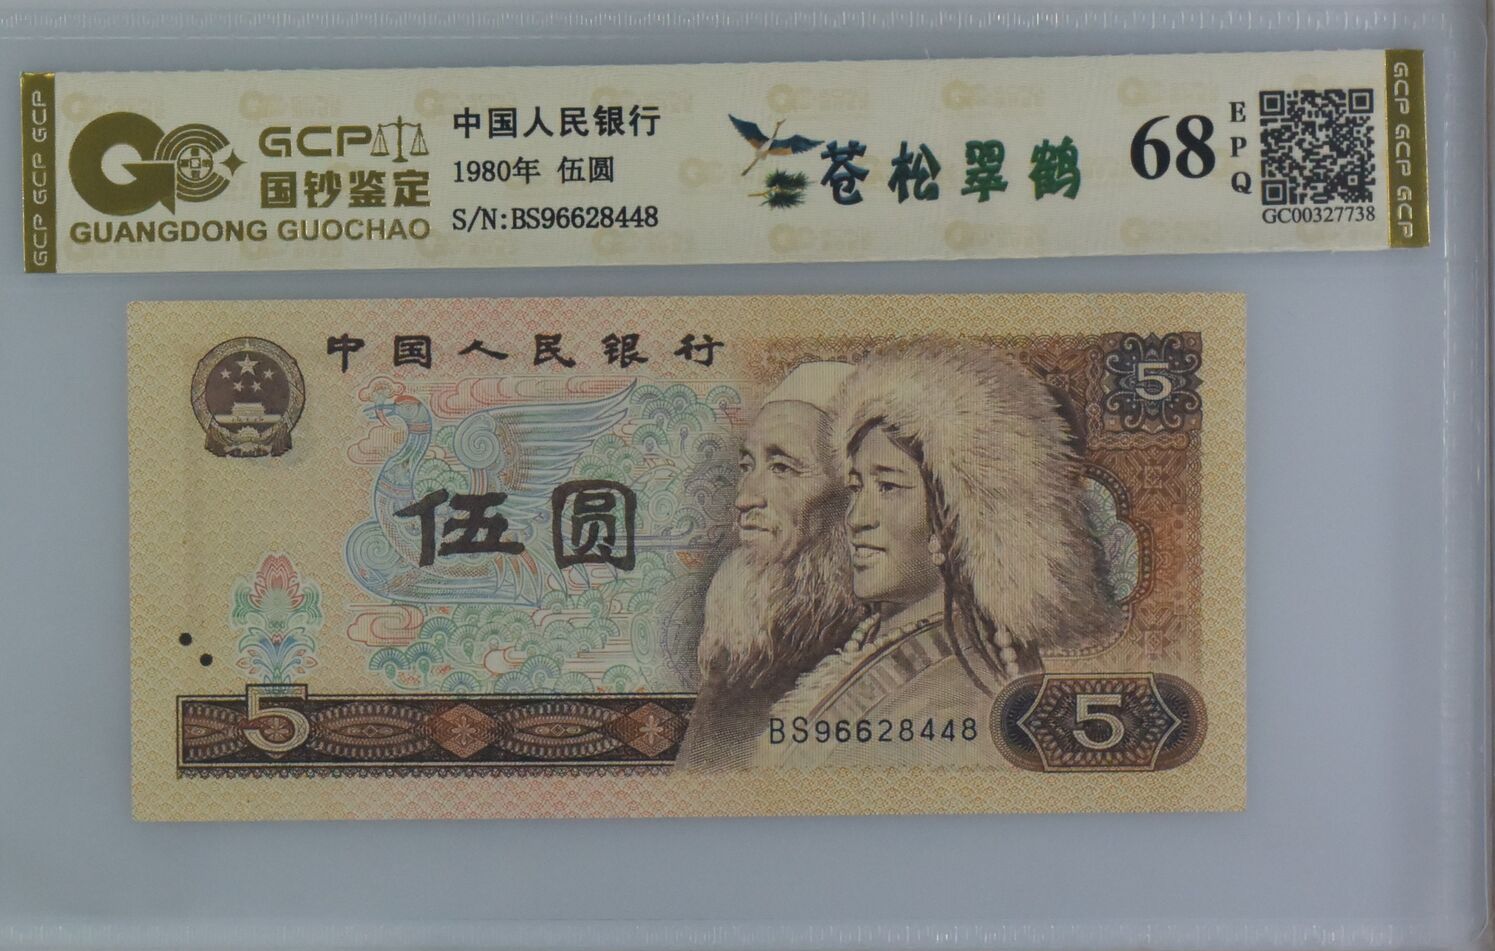 GCP GCP GCP
GCP
国钞鉴定
GUANGDONG GUOCHAO
中国人民银行
1980年 伍圆
S/N:BS96628448
苍松翠鹤
68
EPQ
GC00327738
GCP GCP GCP
中国人民银行
5
伍圆
5
BS96628448
5